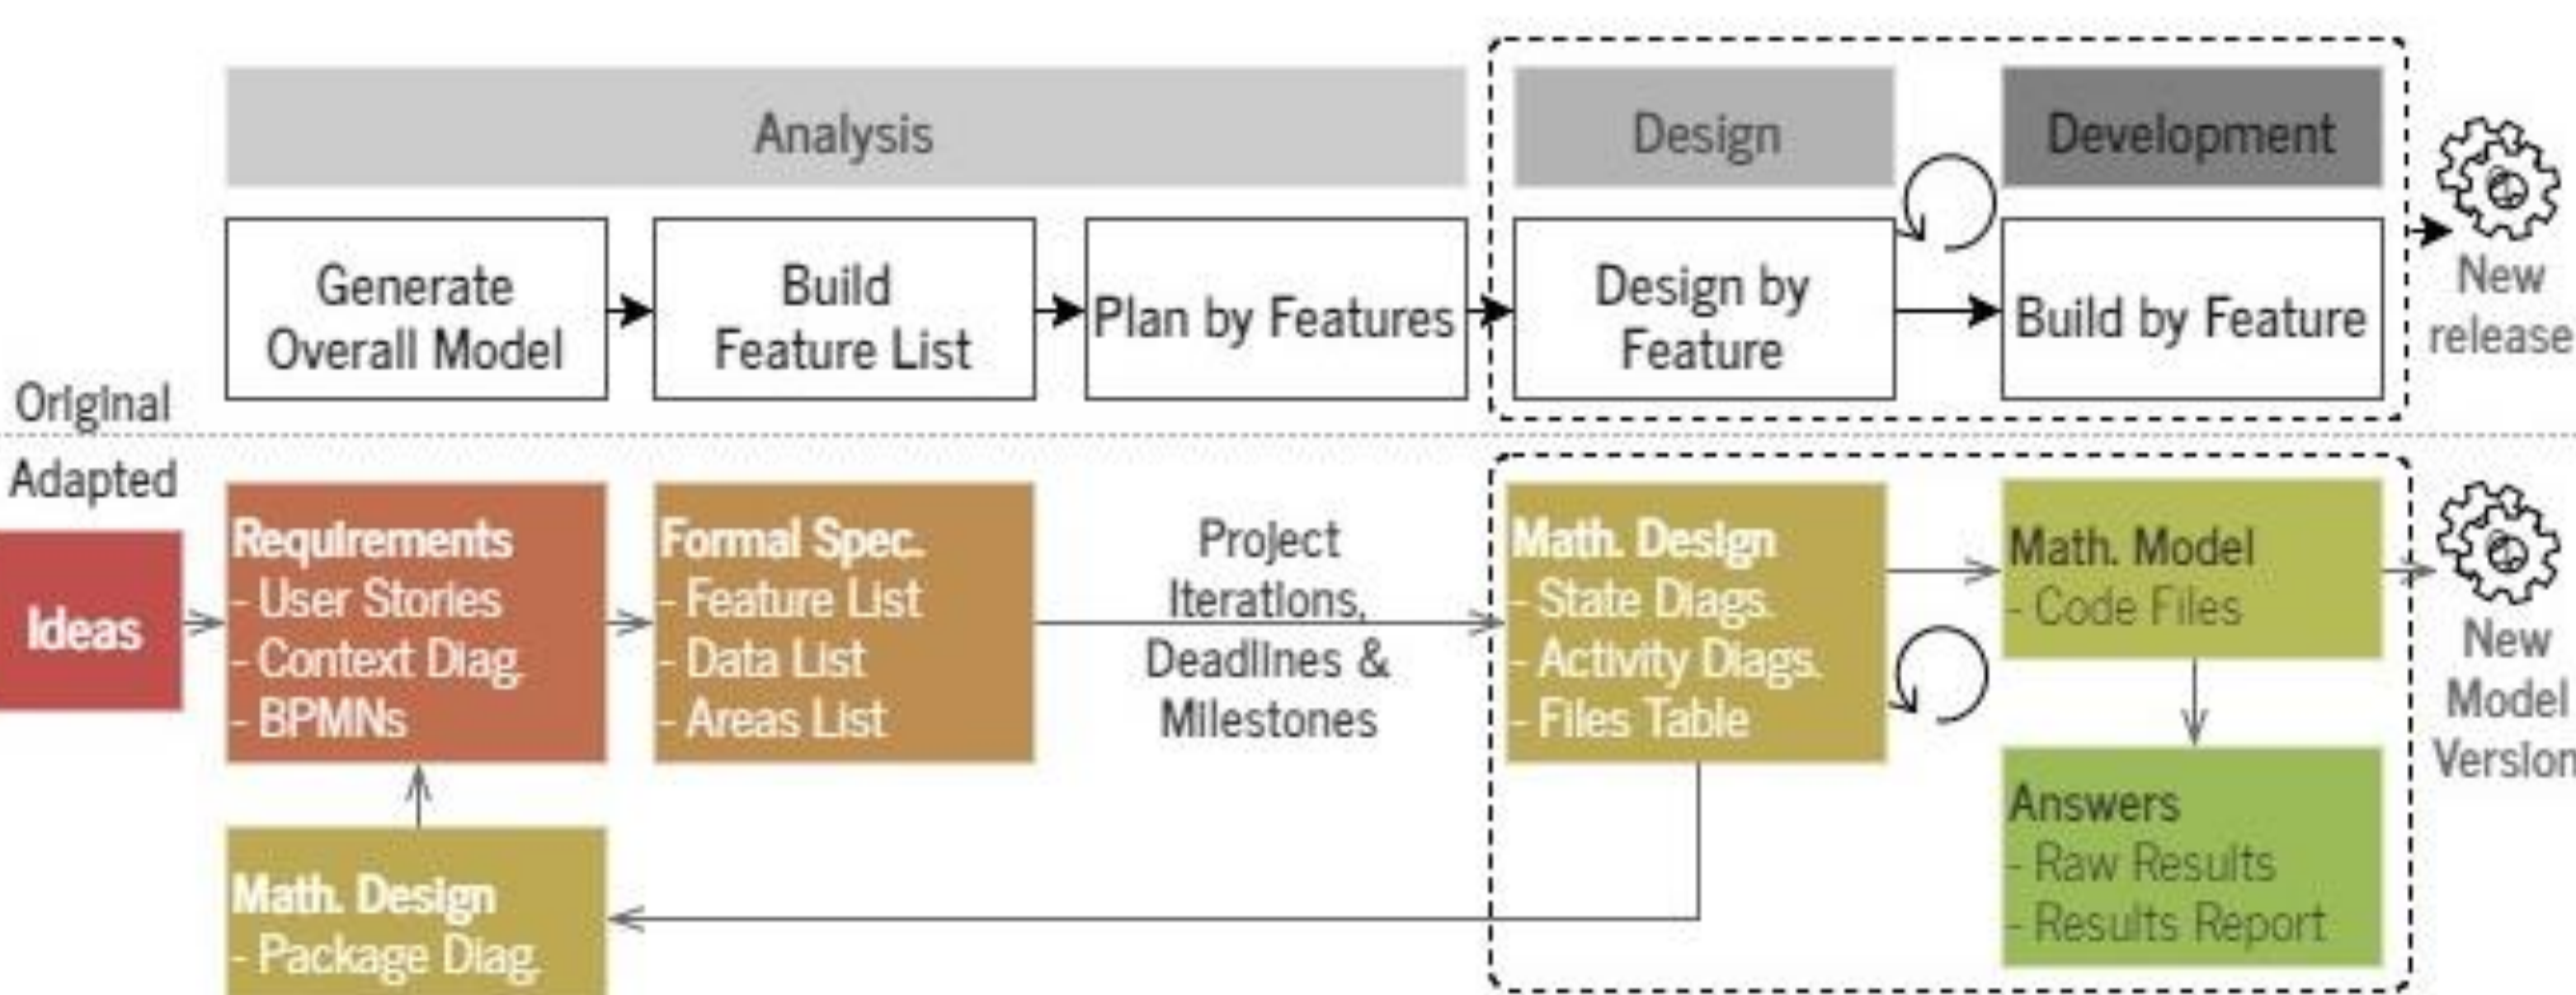 Analysis
Design
Development
Generate
Overall Model
Build
Feature List
Plan by Features
Design by
Feature
Build by Feature
New
release
Original
Adapted
Ideas
Requirements
- User Stories
- Context Diag.
- BPMNs
Formal Spec.
- Feature List
- Data List
- Areas List
Project
Iterations,
Deadlines &
Milestones
Math. Design
- State Diags.
- Activity Diags.
- Files Table
Math. Model
- Code Files
New
Model
Version
Answers
- Raw Results
- Results Report
Math. Design
- Package Diag.